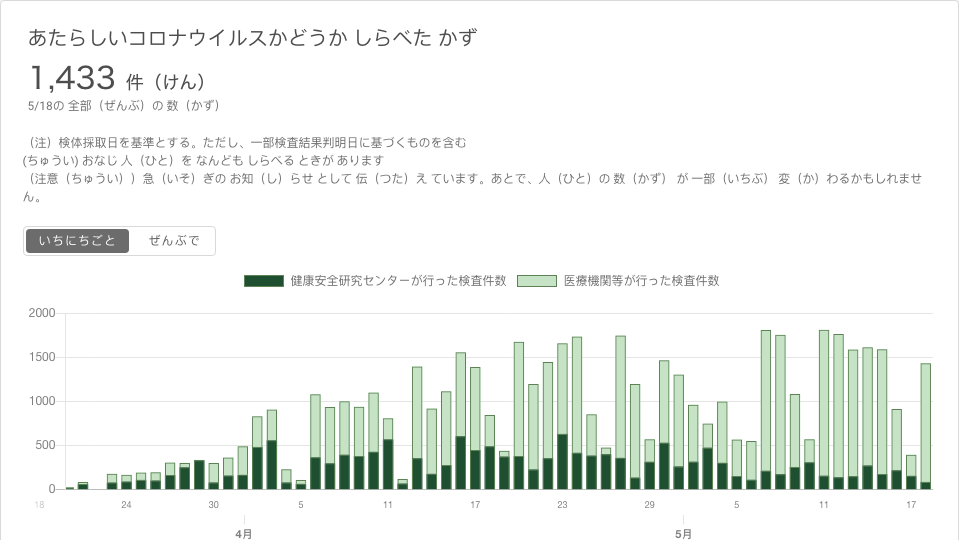 あたらしいコロナウイルスかどうか しらべた かず
1,433 件（けん）
5/18の 全部（ぜんぶ）の 数（かず）
（注）検体採取日を基準とする。ただし、一部検査結果判明日に基づくものを含む
(ちゅうい) おなじ 人（ひと）を なんども しらべる ときが あります
（注意（ちゅうい））急（いそ）ぎの お知（し）らせ として 伝（つた）え ています。あとで、人（ひと）の 数（かず） が 一部（いちぶ） 変（か）わるかもしれませ
ん。
いちにちごと ぜんぶで
健康安全研究センターが行った検査件数 医療機関等が行った検査件数
2000
1500
1000
500
0
18 24 30 5 11 17 23 29 5 11 17
4月 5月